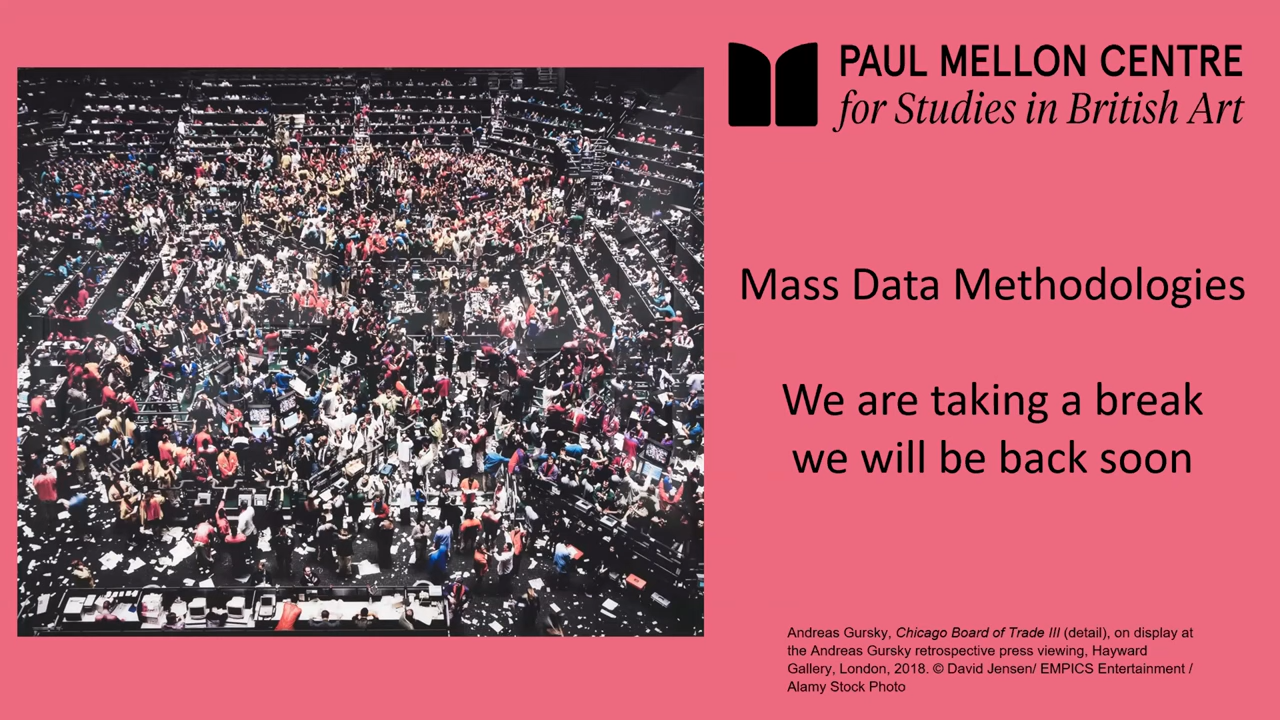 PAUL MELLON CENTRE
for Studies in British Art
Mass Data Methodologies
We are taking a break
we will be back soon
Andreas Gursky, Chicago Board of Trade III (detail), on display at
the Andreas Gursky retrospective press viewing, Hayward
Gallery, London, 2018. © David Jensen/ EMPICS Entertainment /
Alamy Stock Photo